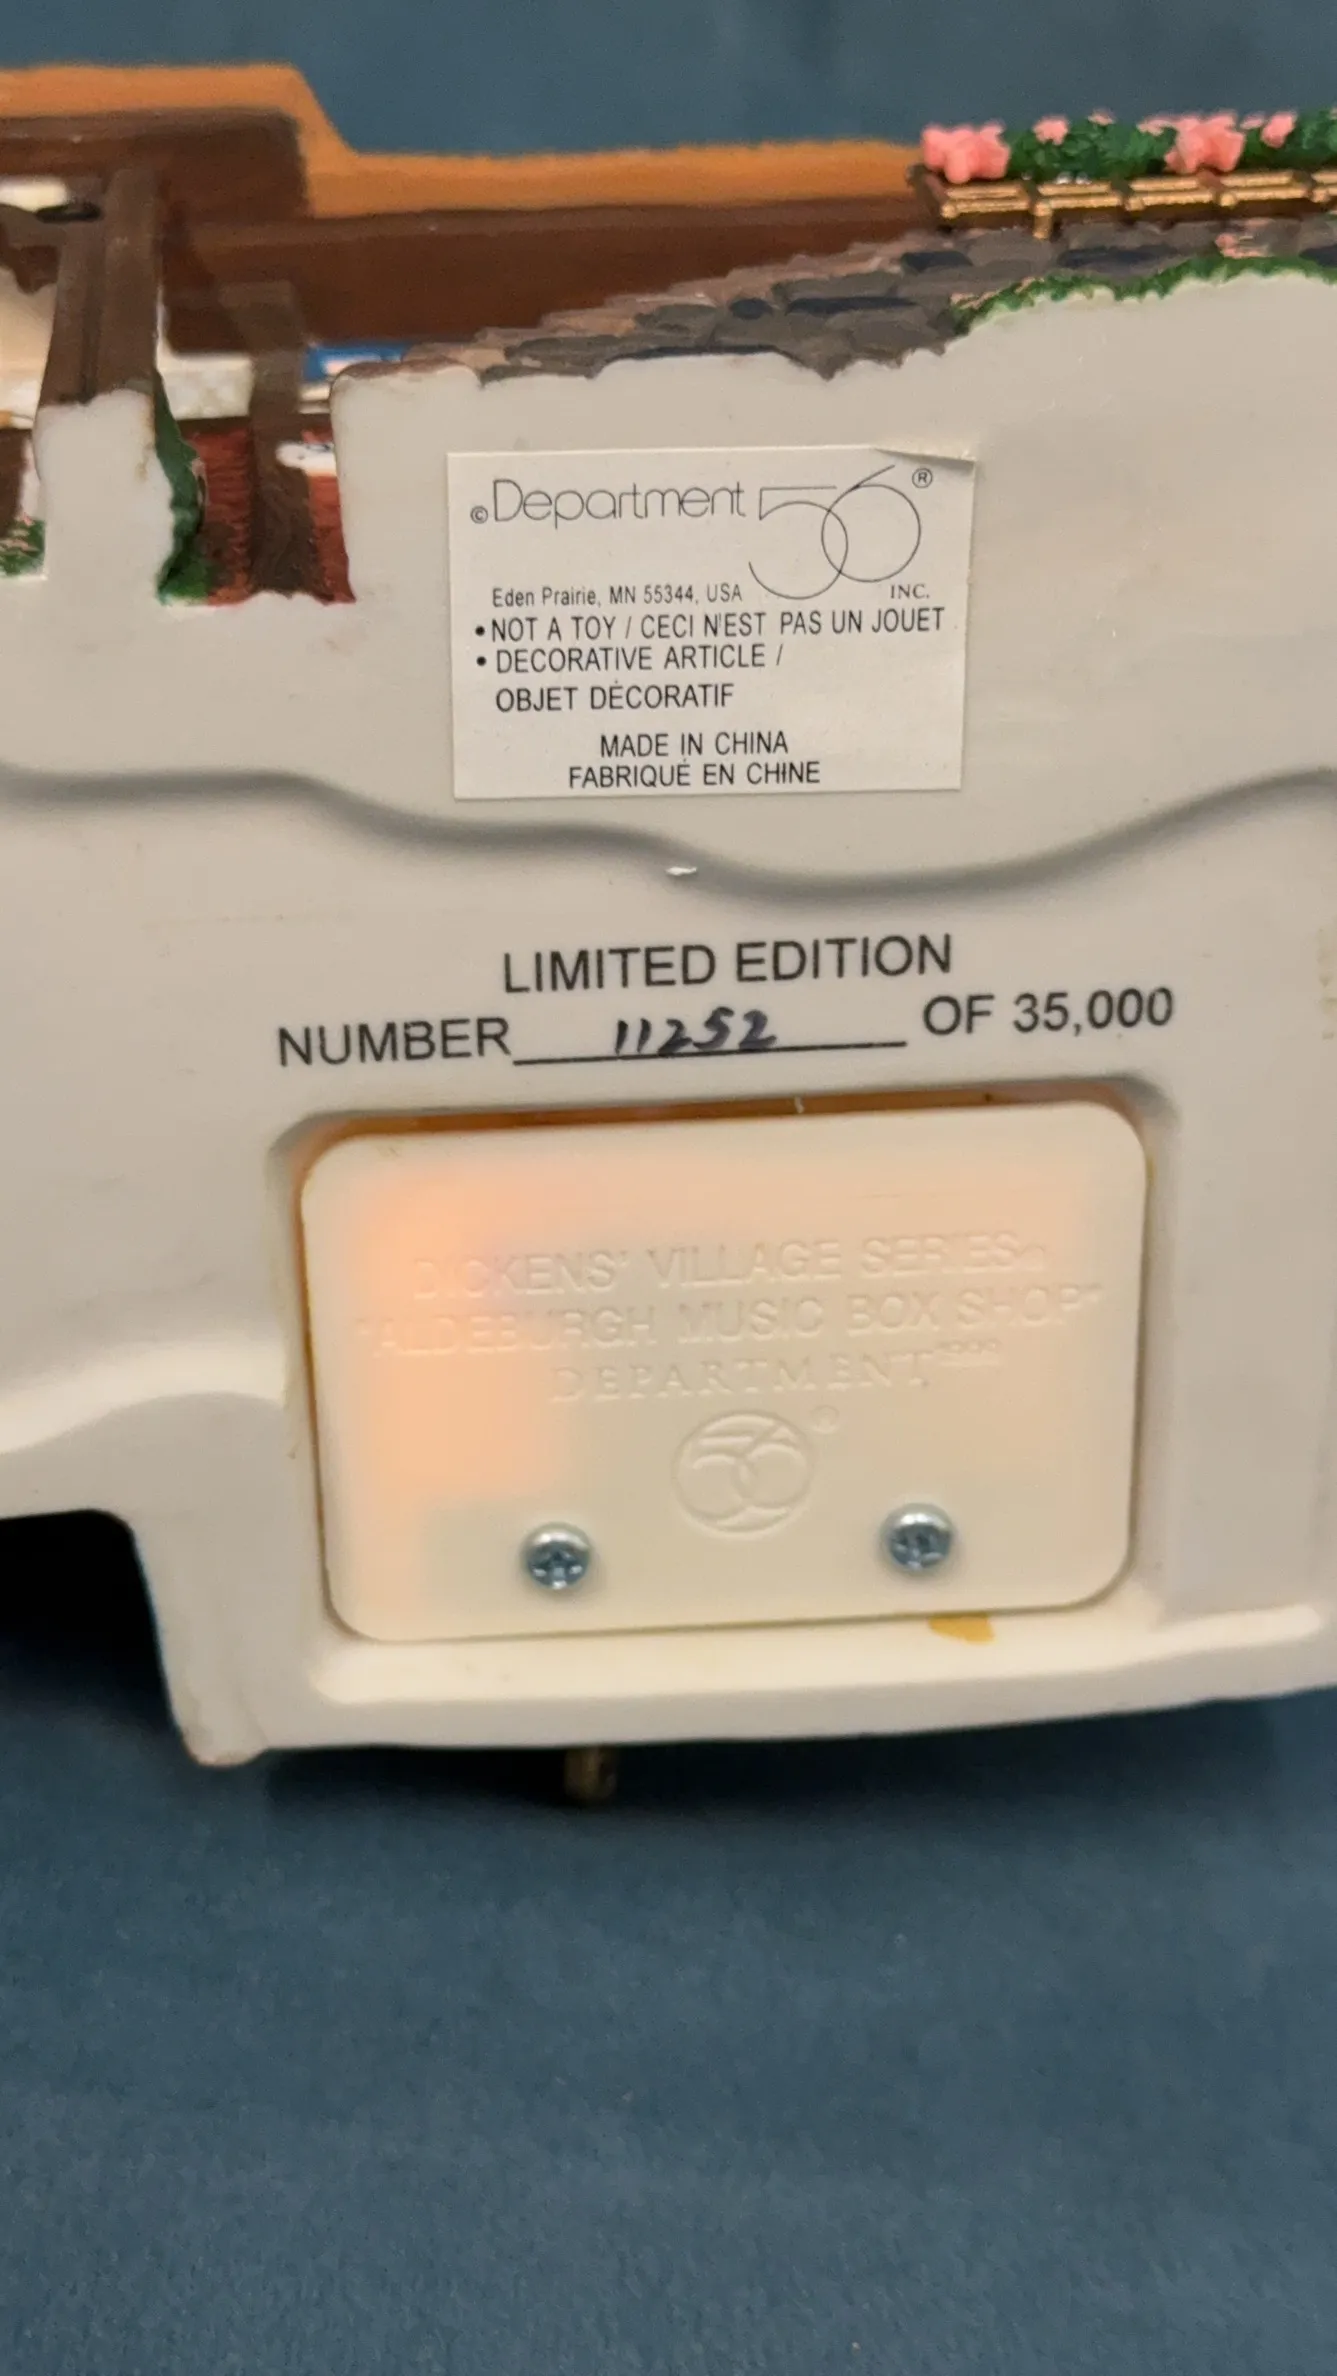 © Department 56 ®
Eden Prairie, MN 55344, USA INC.
• NOT A TOY / CECI N'EST PAS UN JOUET
• DECORATIVE ARTICLE /
OBJET DÉCORATIF
MADE IN CHINA
FABRIQUÉ EN CHINE
LIMITED EDITION
NUMBER 11252 OF 35,000
DICKENS' VILLAGE SERIES®
"ALDEBURGH MUSIC BOX SHOP"
DEPARTMENT
56 ®